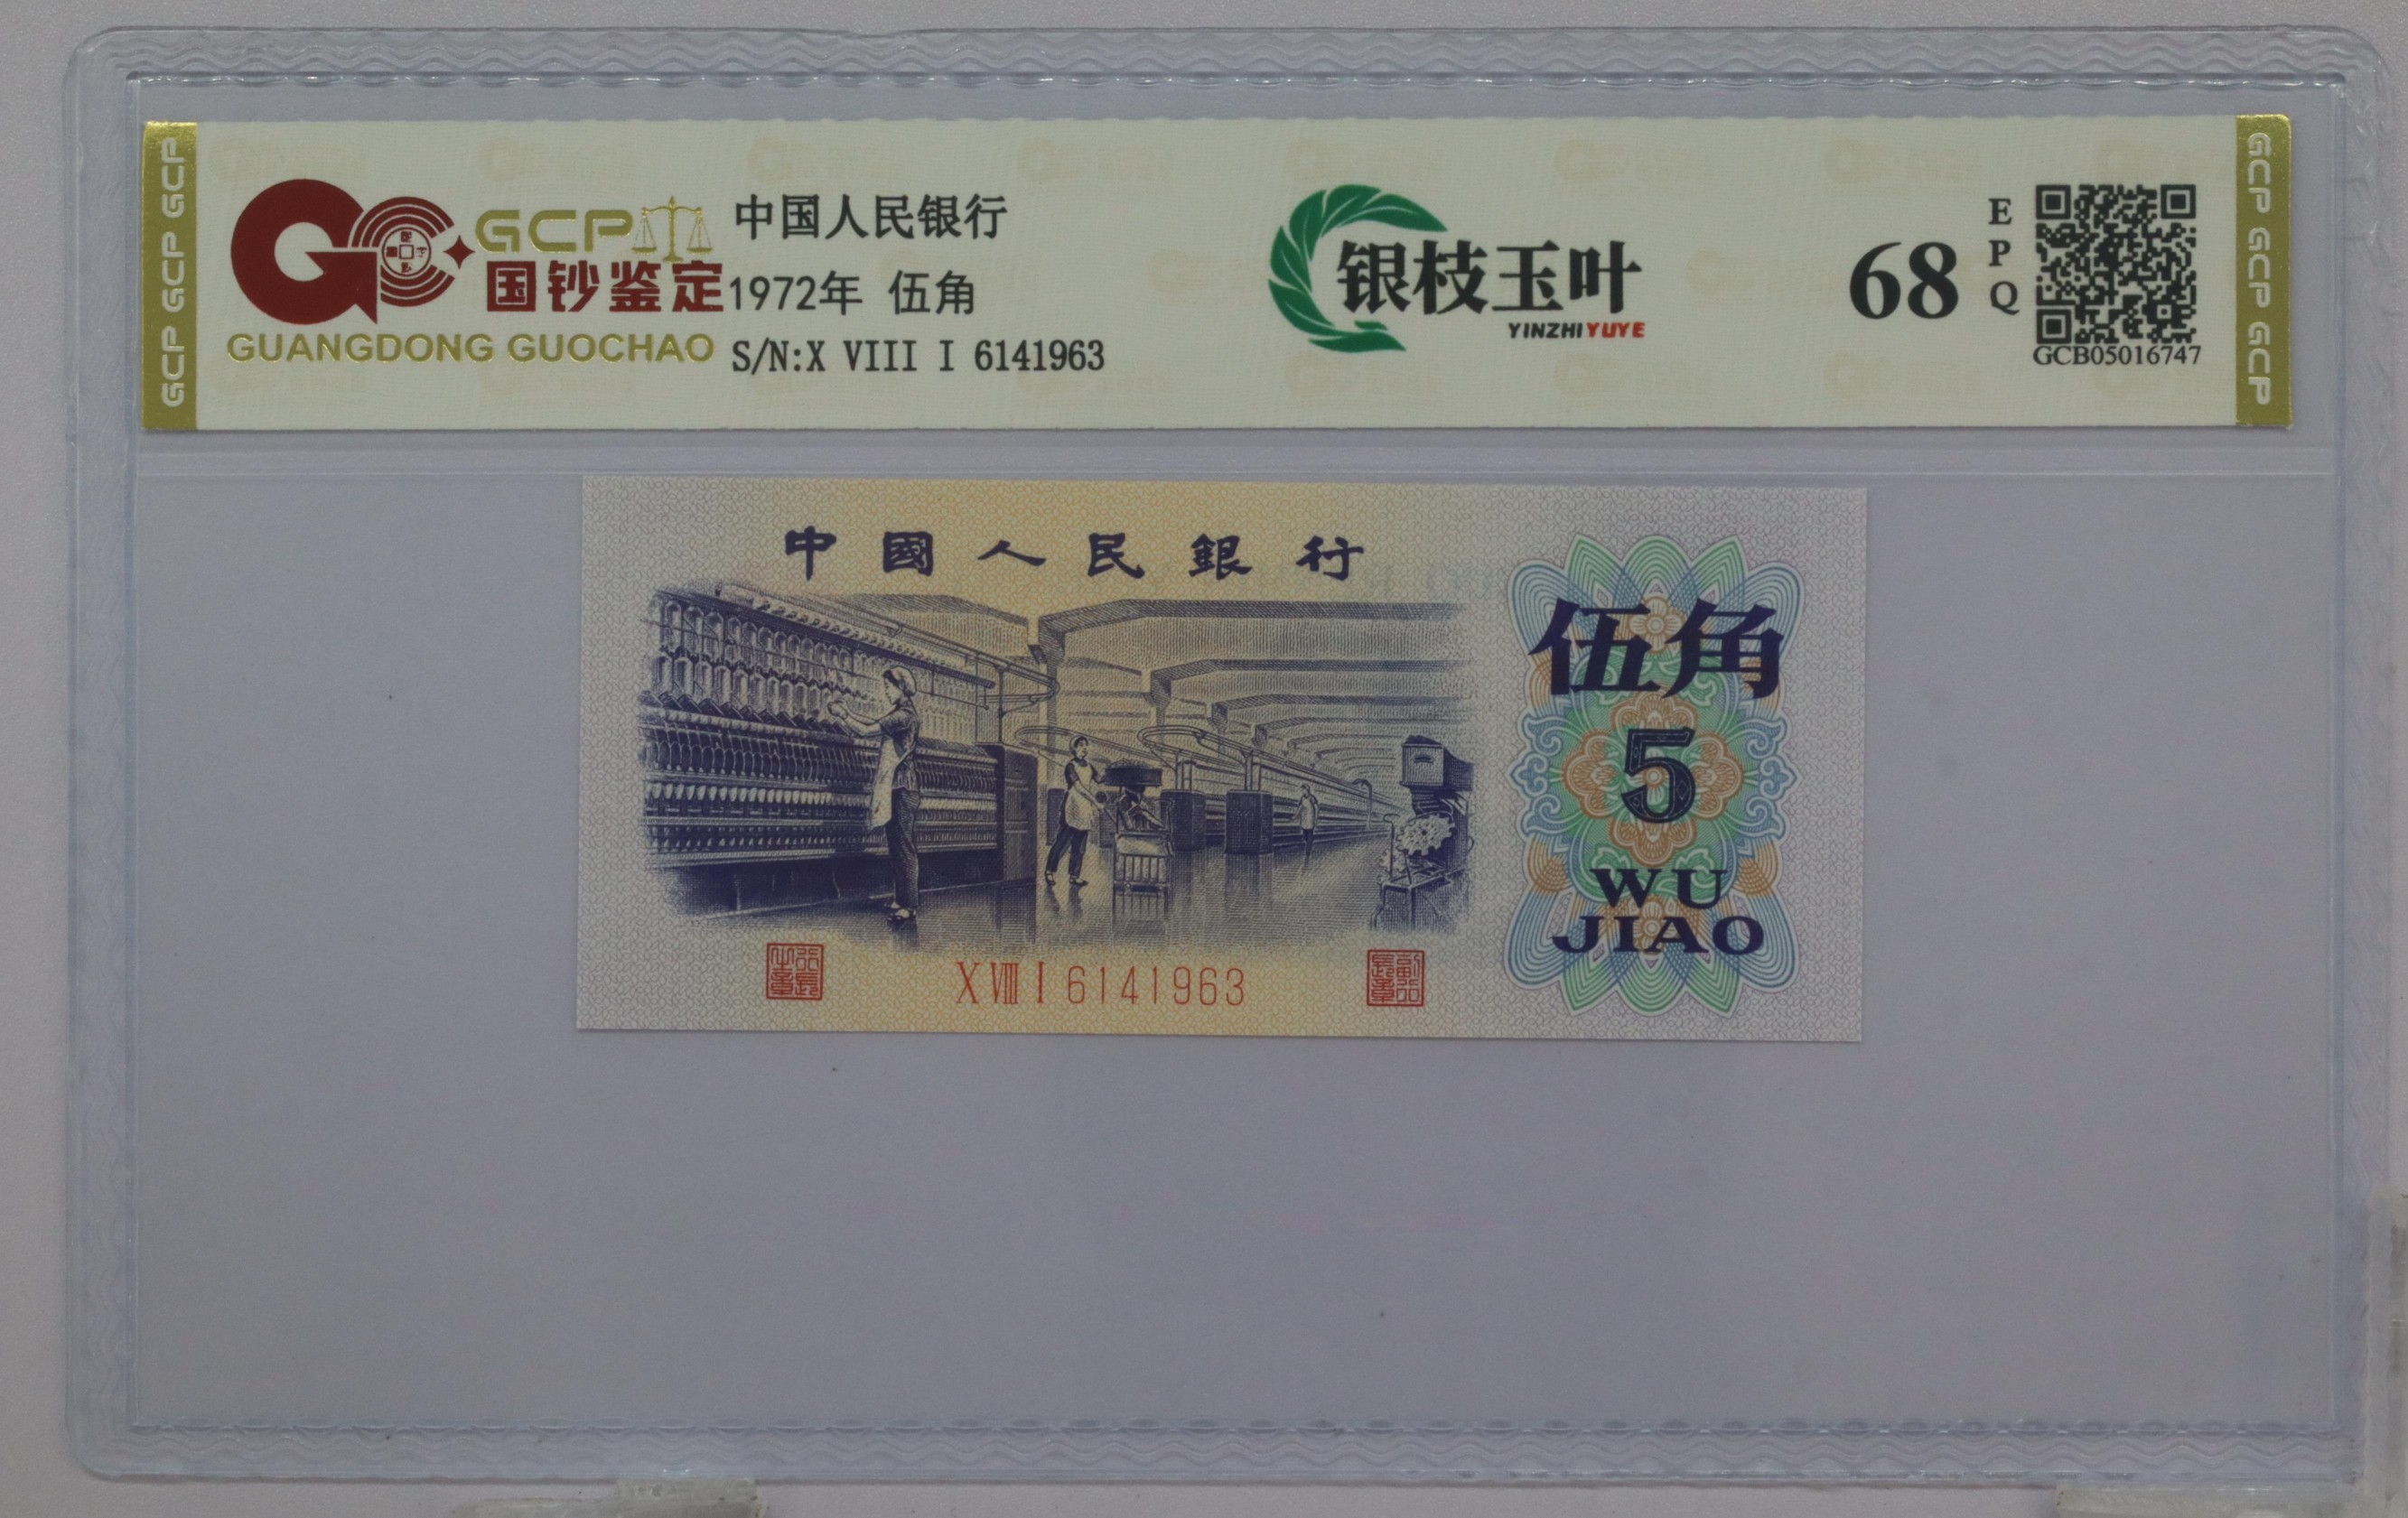 GCP GCP GCP
GCP
国钞鉴定
GUANGDONG GUOCHAO
中国人民银行
1972年 伍角
S/N:X VIII I 6141963
银枝玉叶
YINZHIYUYE
68
EPQ
GCB05016747
GCP GCP GCP
中國人民銀行
伍角
5
WU
JIAO
X VIII I 6141963